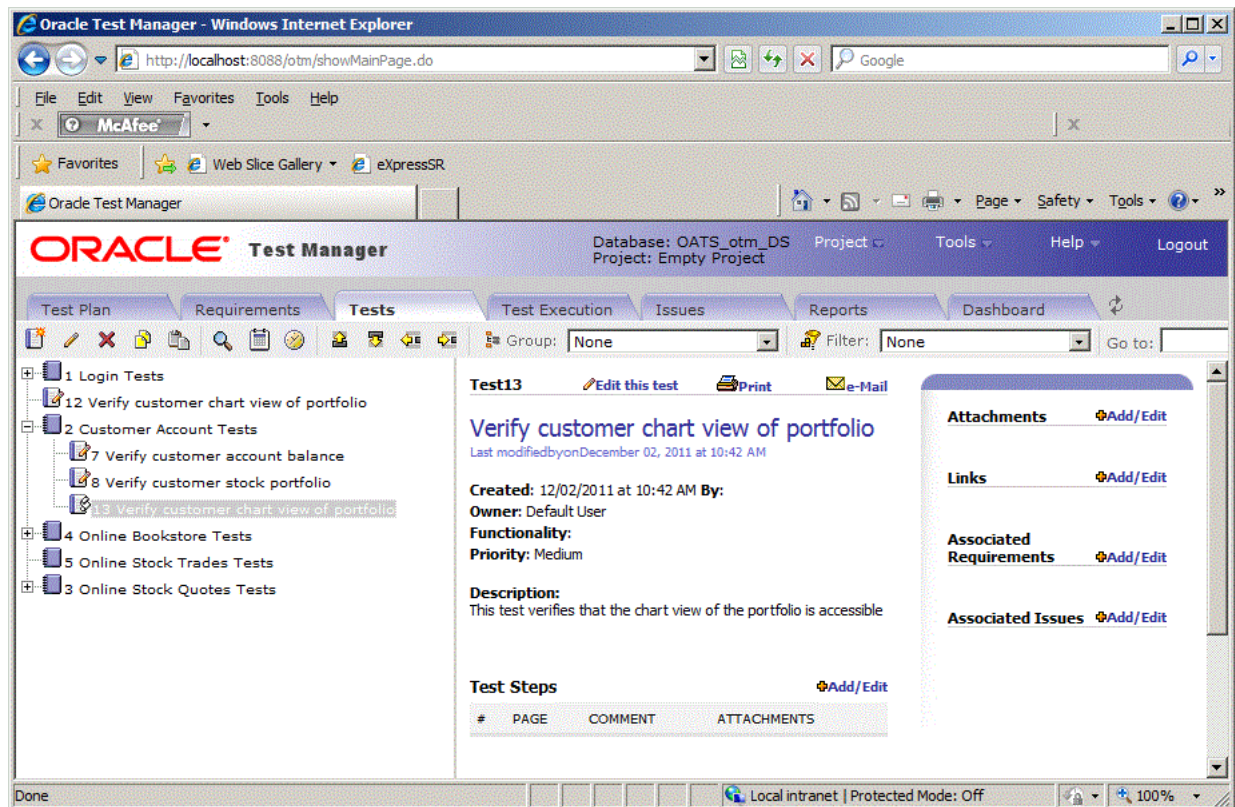 Oracle Test Manager - Windows Internet Explorer
http://localhost:8088/otm/showMainPage.do
Google
File Edit View Favorites Tools Help
McAfee
Favorites Web Slice Gallery eXpressSR
Oracle Test Manager Page Safety Tools
ORACLE Test Manager
Database: OATS_otm_DS Project Tools Help Logout
Project: Empty Project
Test Plan Requirements Tests Test Execution Issues Reports Dashboard
Group: None Filter: None Go to:
1 Login Tests
12 Verify customer chart view of portfolio
2 Customer Account Tests
7 Verify customer account balance
8 Verify customer stock portfolio
13 Verify customer chart view of portfolio
4 Online Bookstore Tests
5 Online Stock Trades Tests
3 Online Stock Quotes Tests
Test13 Edit this test Print e-Mail
Verify customer chart view of portfolio
Last modifiedbyonDecember 02, 2011 at 10:42 AM
Created: 12/02/2011 at 10:42 AM By:
Owner: Default User
Functionality:
Priority: Medium
Description:
This test verifies that the chart view of the portfolio is accessible
Test Steps Add/Edit
# PAGE COMMENT ATTACHMENTS
Attachments Add/Edit
Links Add/Edit
Associated
Requirements Add/Edit
Associated Issues Add/Edit
Done Local intranet | Protected Mode: Off 100%